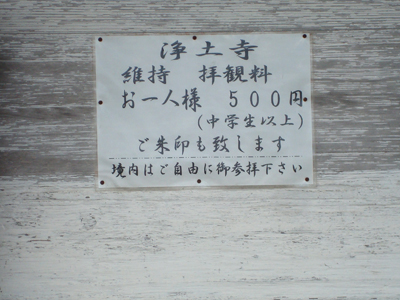 浄土寺
維持 拝観料
お一人様 500円
(中学生以上)
ご朱印も致します
境内はご自由に御参拝下さい